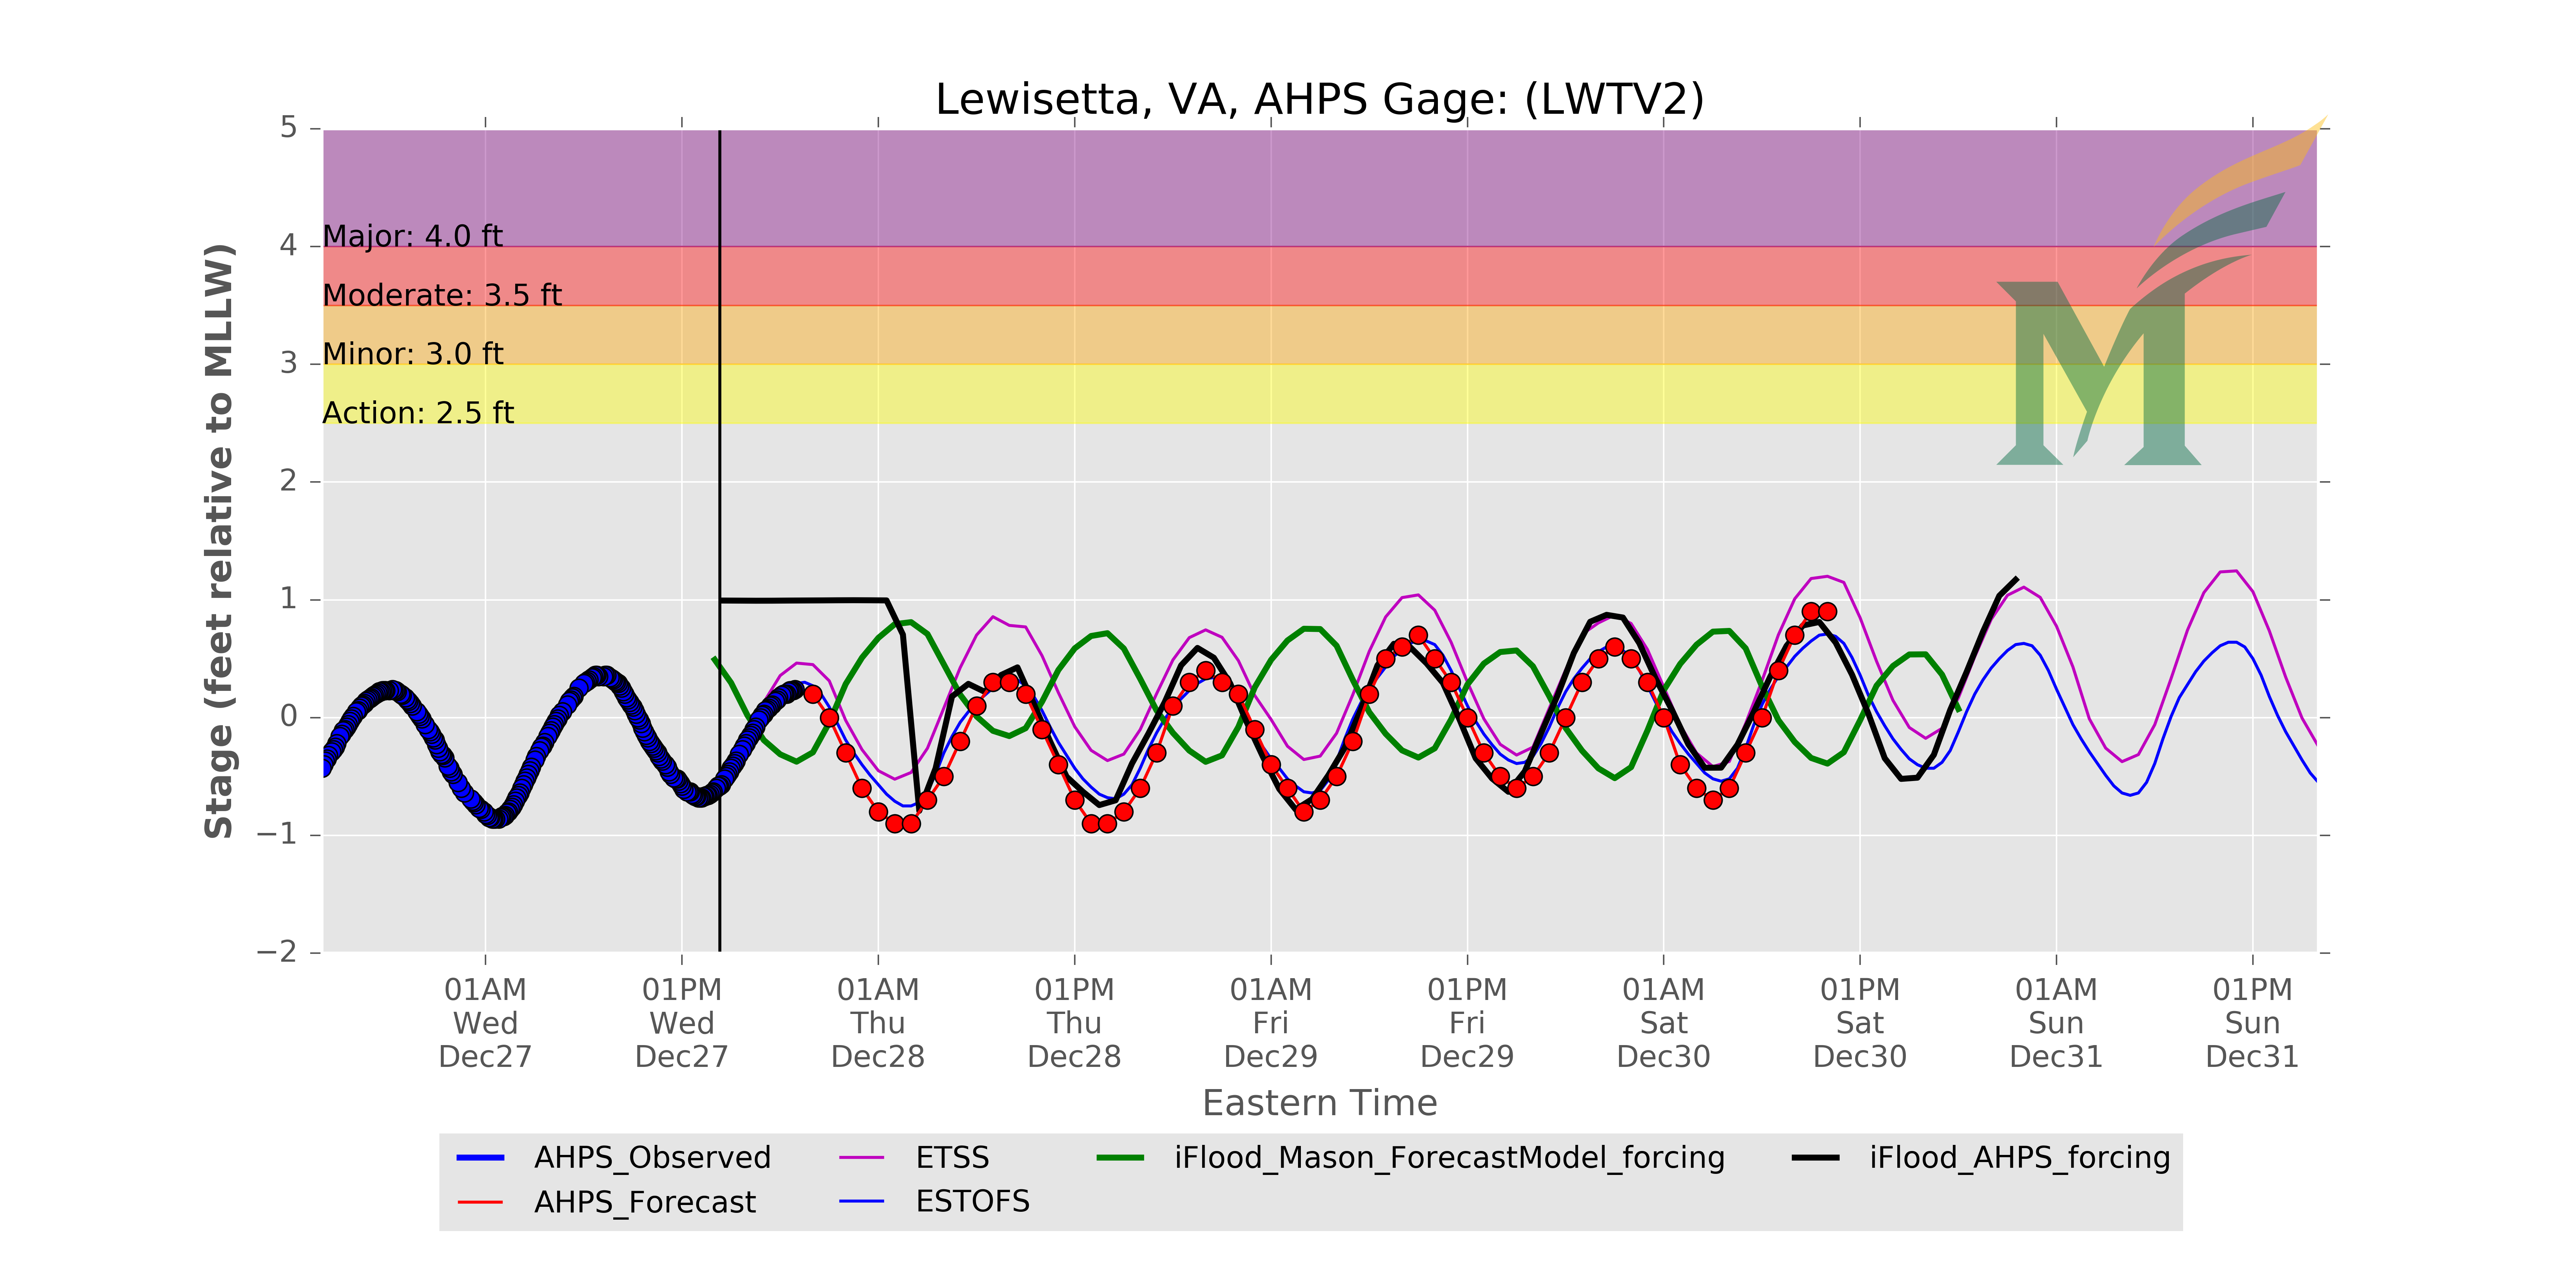 Lewisetta, VA, AHPS Gage: (LWTV2)
Stage (feet relative to MLLW)
5
4
3
2
1
0
−1
−2
Major: 4.0 ft
Moderate: 3.5 ft
Minor: 3.0 ft
Action: 2.5 ft
M
01AM 01PM 01AM 01PM 01AM 01PM 01AM 01PM 01AM 01PM
Wed Wed Thu Thu Fri Fri Sat Sat Sun Sun
Dec27 Dec27 Dec28 Dec28 Dec29 Dec29 Dec30 Dec30 Dec31 Dec31
Eastern Time
AHPS_Observed ETSS iFlood_Mason_ForecastModel_forcing iFlood_AHPS_forcing
AHPS_Forecast ESTOFS